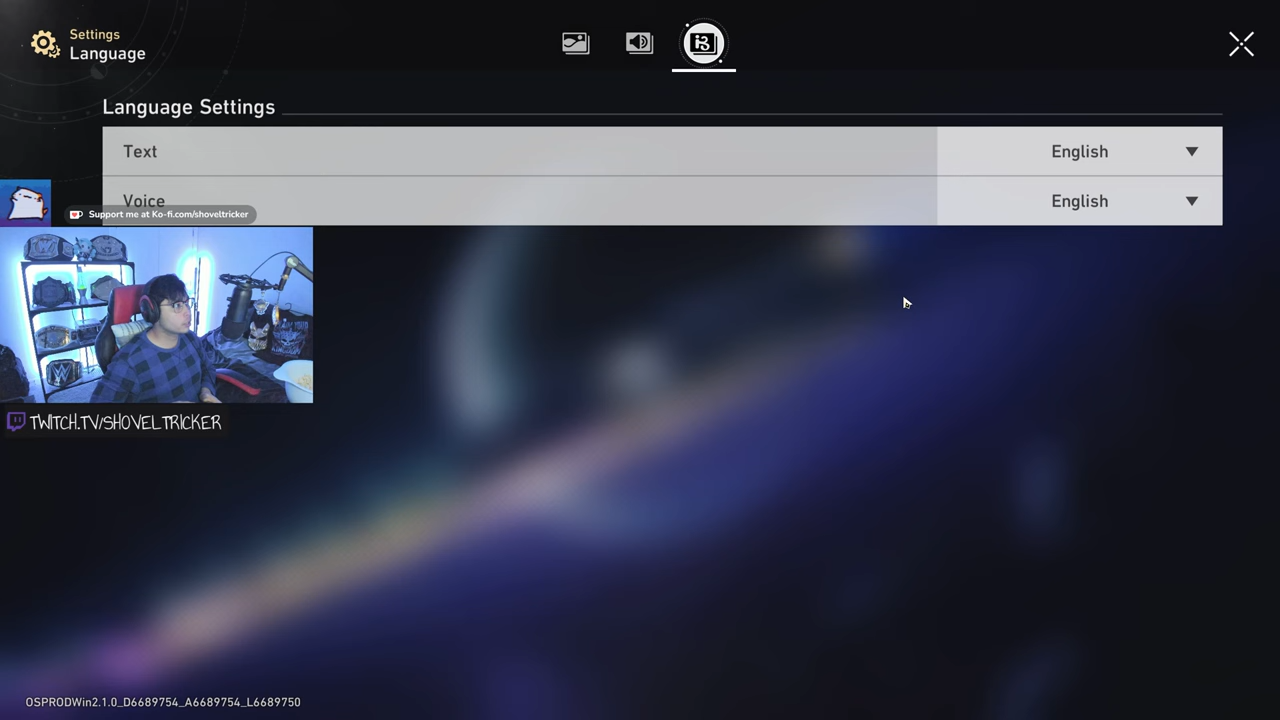 Settings
Language
Language Settings
Text
English
Voice
English
Support me at Ko-fi.com/shoveltricker
TWITCH.TV/SHOVELTRICKER
OSPRODWin2.1.0_D6689754_A6689754_L6689750